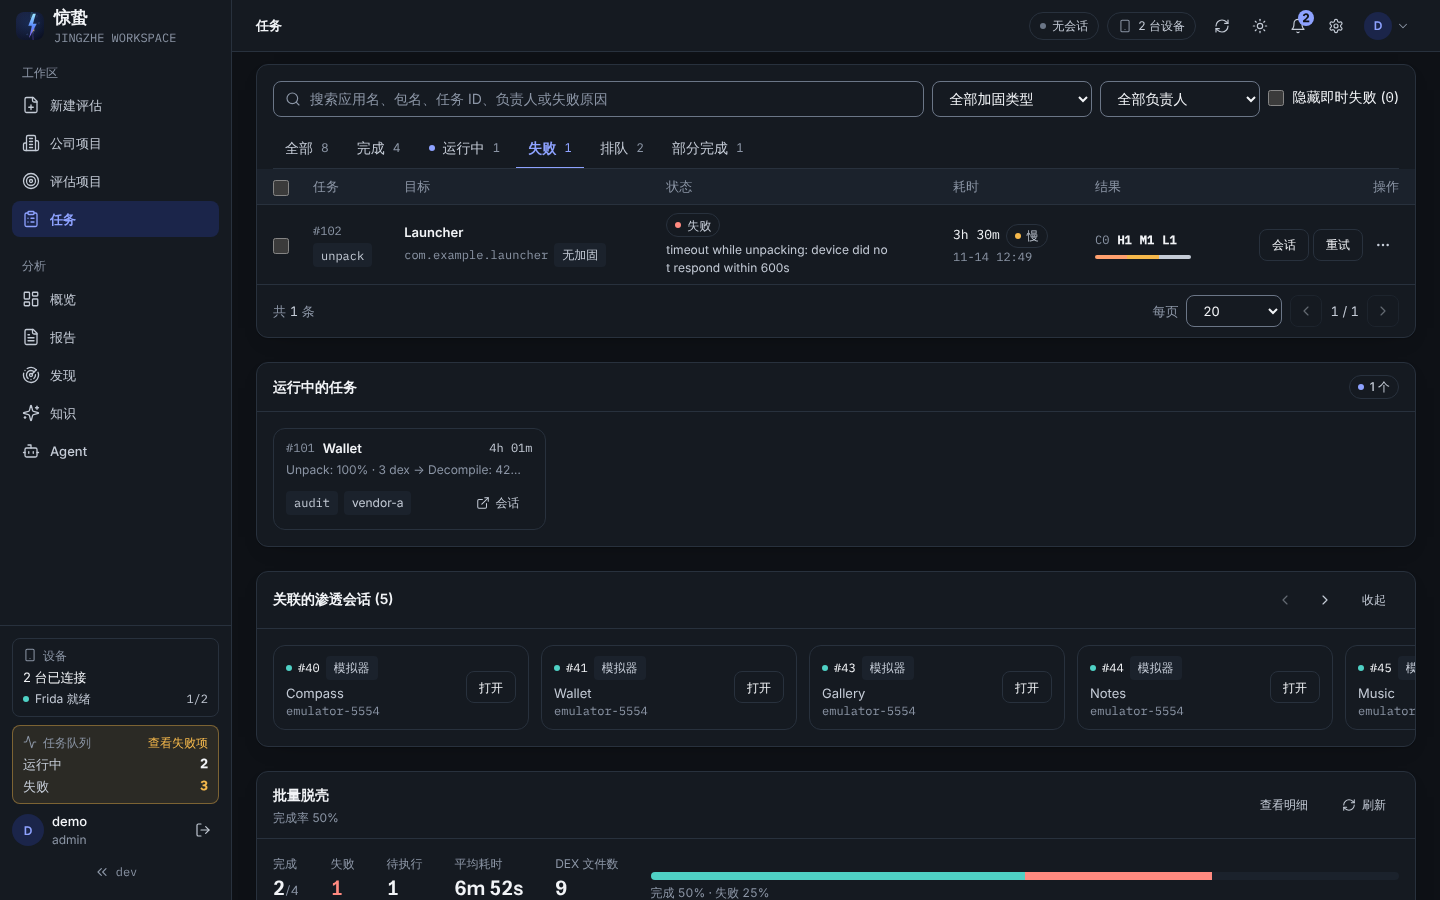 惊蛰
JINGZHE WORKSPACE
工作区
新建评估
公司项目
评估项目
任务
分析
概览
报告
发现
知识
Agent
设备
2 台已连接
Frida 就绪 1/2
任务队列 查看失败项
运行中 2
失败 3
D demo
admin
dev
任务
无会话
2 台设备
2
D
搜索应用名、包名、任务 ID、负责人或失败原因
全部加固类型
全部负责人
隐藏即时失败 (0)
全部 8 完成 4 运行中 1 失败 1 排队 2 部分完成 1
任务 目标 状态 耗时 结果 操作
#102
unpack
Launcher
com.example.launcher 无加固
失败
timeout while unpacking: device did no
t respond within 600s
3h 30m 慢
11-14 12:49
C0 H1 M1 L1
会话 重试
共 1 条
每页 20 1 / 1
运行中的任务 1 个
#101 Wallet 4h 01m
Unpack: 100% · 3 dex → Decompile: 42...
audit vendor-a 会话
关联的渗透会话 (5) 收起
#40 模拟器
Compass
emulator-5554
打开
#41 模拟器
Wallet
emulator-5554
打开
#43 模拟器
Gallery
emulator-5554
打开
#44 模拟器
Notes
emulator-5554
打开
#45 模
Music
emulator
批量脱壳
完成率 50%
查看明细 刷新
完成 失败 待执行 平均耗时 DEX 文件数
2/4 1 1 6m 52s 9
完成 50% · 失败 25%